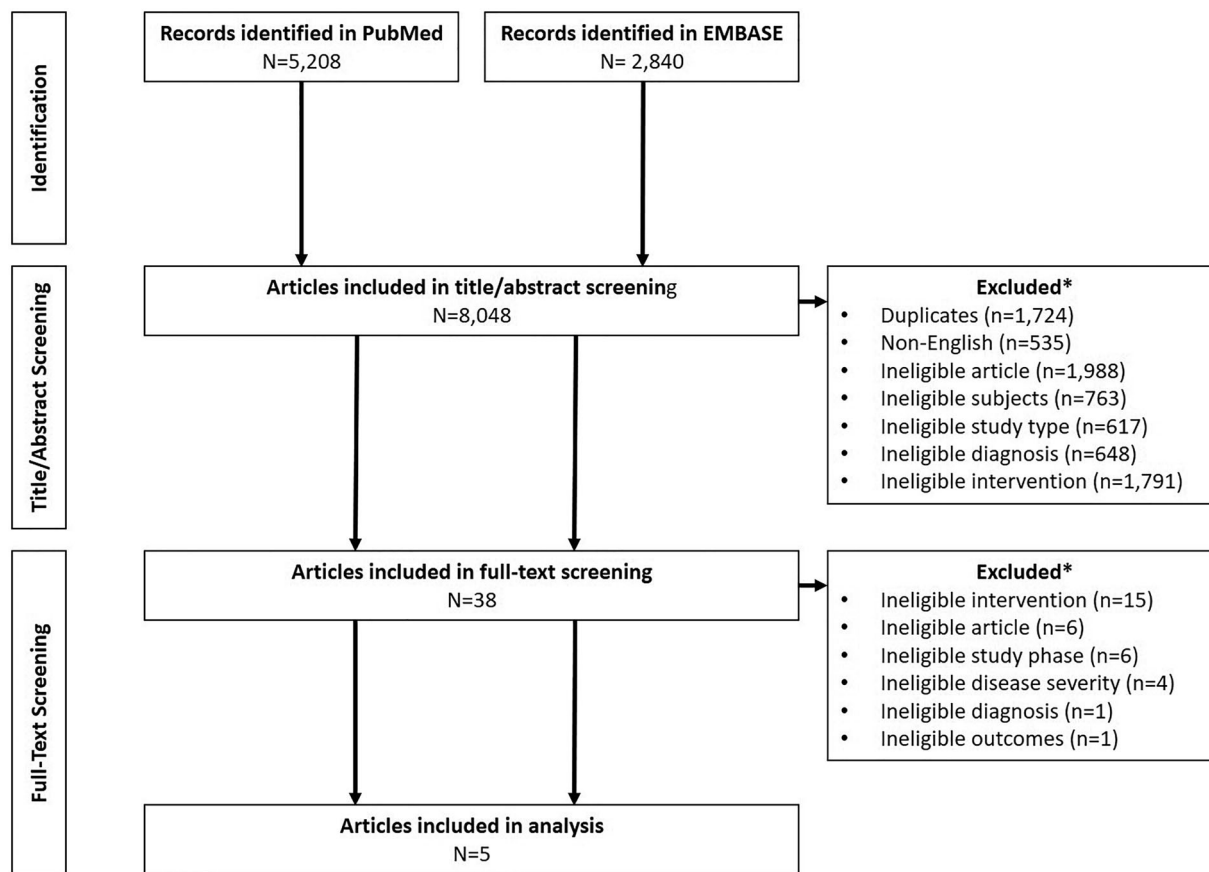 Identification
Records identified in PubMed
N=5,208
Records identified in EMBASE
N= 2,840
Title/Abstract Screening
Articles included in title/abstract screening
N=8,048
Excluded*
• Duplicates (n=1,724)
• Non-English (n=535)
• Ineligible article (n=1,988)
• Ineligible subjects (n=763)
• Ineligible study type (n=617)
• Ineligible diagnosis (n=648)
• Ineligible intervention (n=1,791)
Full-Text Screening
Articles included in full-text screening
N=38
Excluded*
• Ineligible intervention (n=15)
• Ineligible article (n=6)
• Ineligible study phase (n=6)
• Ineligible disease severity (n=4)
• Ineligible diagnosis (n=1)
• Ineligible outcomes (n=1)
Articles included in analysis
N=5